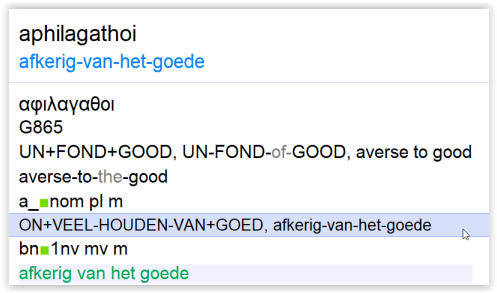 aphilagathoi
afkerig-van-het-goede
αφιλαγαθοι
G865
UN+FOND+GOOD, UN-FOND-of-GOOD, averse to good
averse-to-the-good
a_■nom pl m
ON+VEEL-HOUDEN-VAN+GOED, afkerig-van-het-goede
bn■1nv mv m
afkerig van het goede